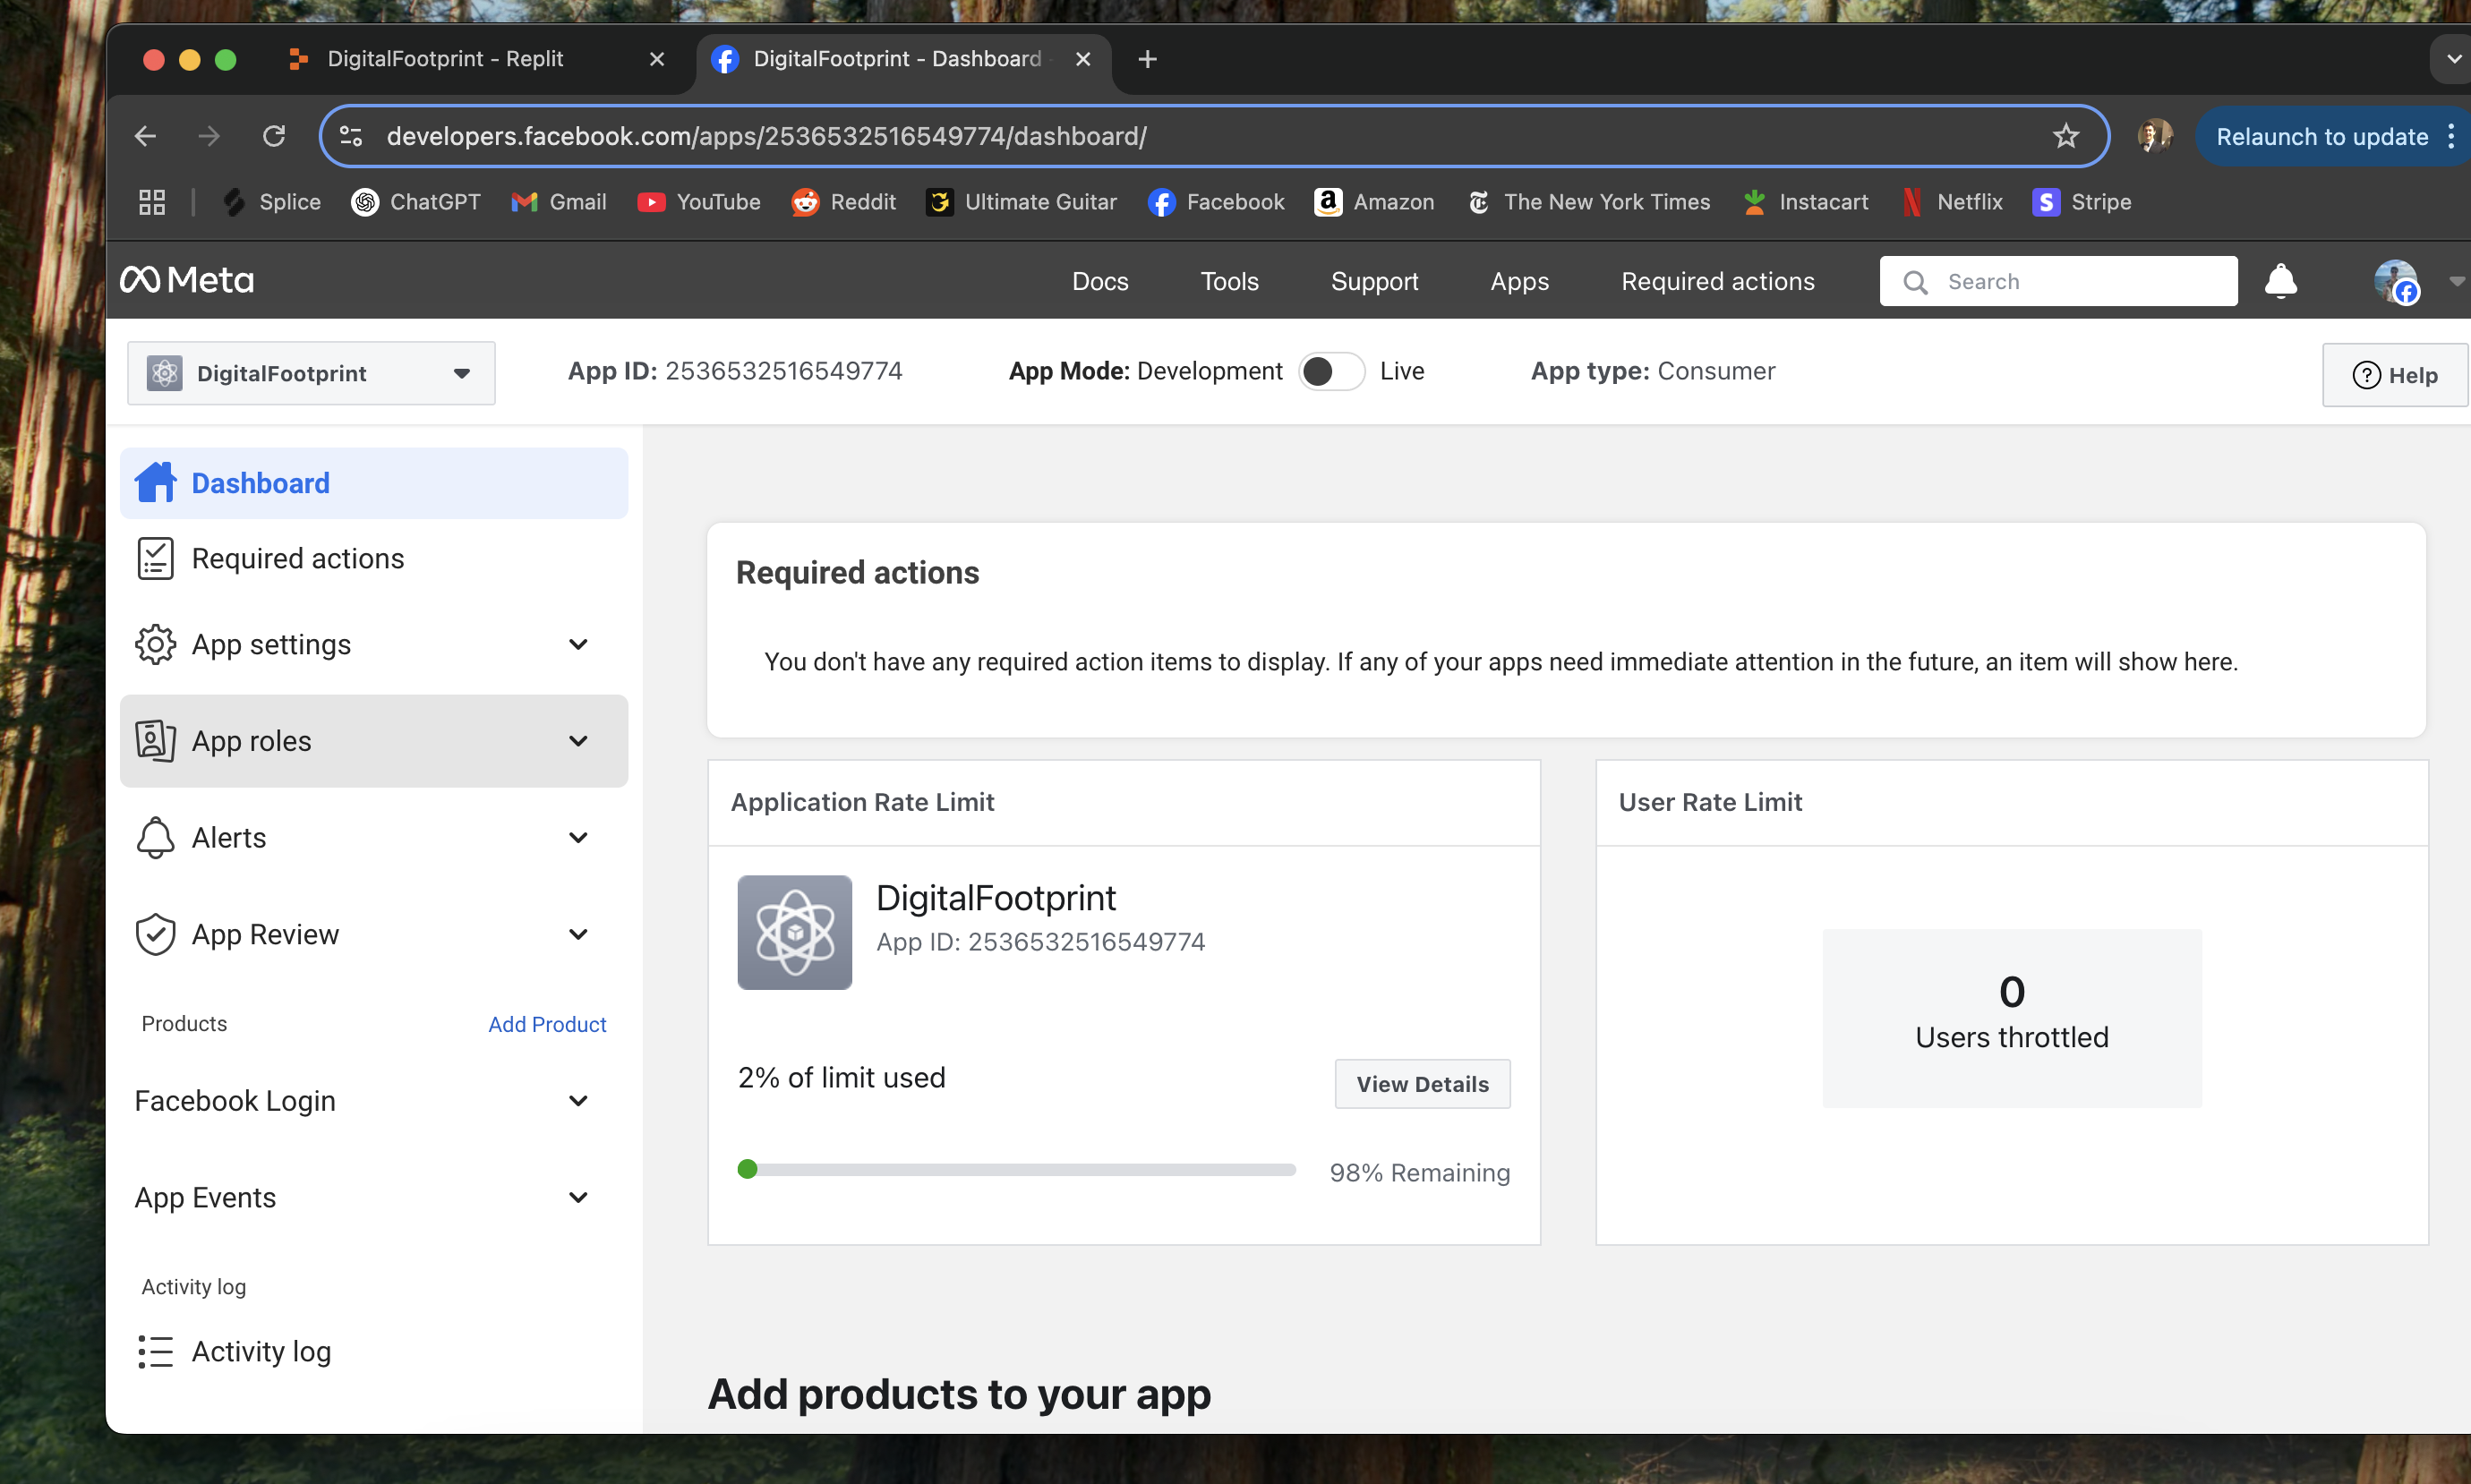 DigitalFootprint - Replit
DigitalFootprint - Dashboard
developers.facebook.com/apps/2536532516549774/dashboard/
Relaunch to update
Splice ChatGPT Gmail YouTube Reddit Ultimate Guitar Facebook Amazon The New York Times Instacart Netflix Stripe
Meta Docs Tools Support Apps Required actions Search
DigitalFootprint App ID: 2536532516549774 App Mode: Development Live App type: Consumer Help
Dashboard
Required actions
App settings
App roles
Alerts
App Review
Products Add Product
Facebook Login
App Events
Activity log
Activity log
Required actions
You don't have any required action items to display. If any of your apps need immediate attention in the future, an item will show here.
Application Rate Limit
DigitalFootprint
App ID: 2536532516549774
2% of limit used
View Details
98% Remaining
User Rate Limit
0
Users throttled
Add products to your app